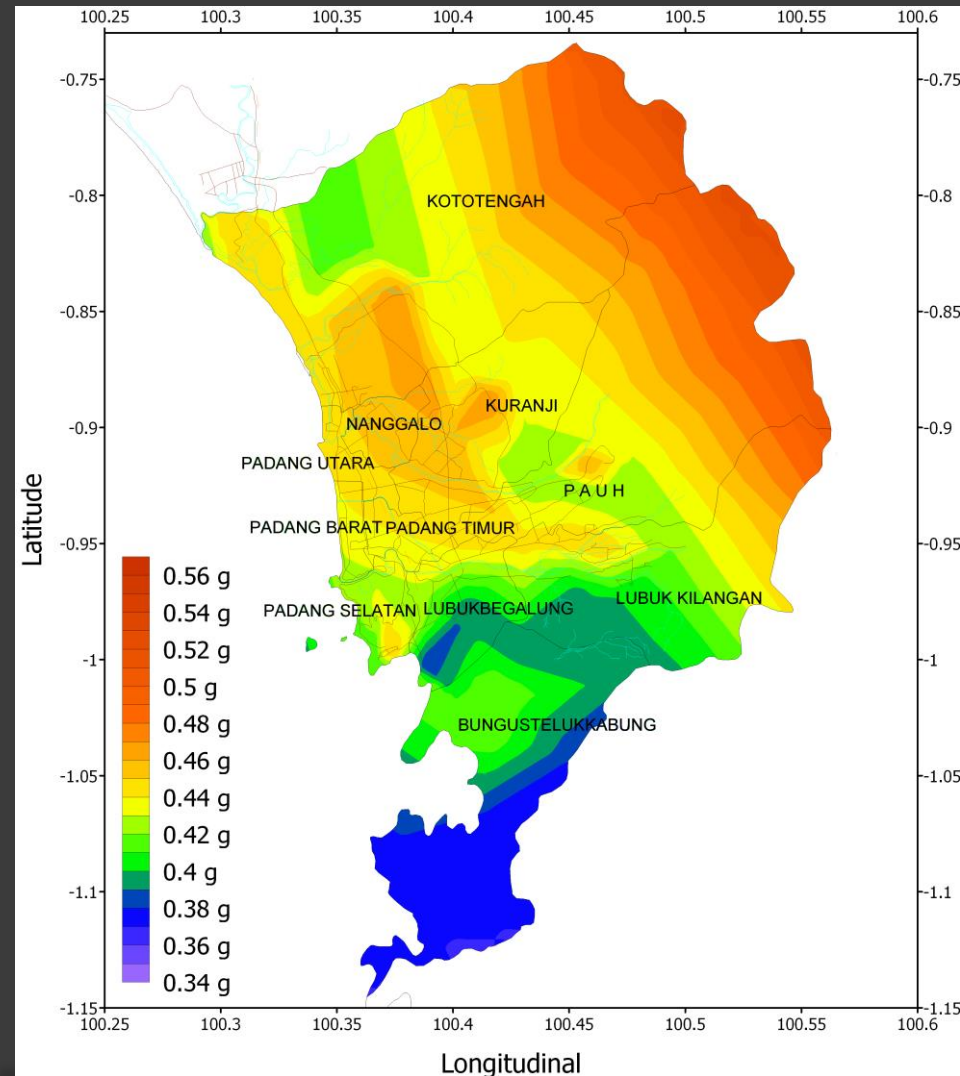 100.25 100.3 100.35 100.4 100.45 100.5 100.55 100.6
-0.75 -0.75
-0.8 -0.8
KOTOTENGAH
-0.85 -0.85
KURANJI
-0.9 -0.9
NANGGALO
PADANG UTARA
P A U H
PADANG BARAT PADANG TIMUR
-0.95 -0.95
LUBUK KILANGAN
PADANG SELATAN LUBUKBEGALUNG
-1 -1
BUNGUSTELUKKABUNG
-1.05 -1.05
-1.1 -1.1
-1.15 -1.15
Latitude
0.56 g
0.54 g
0.52 g
0.5 g
0.48 g
0.46 g
0.44 g
0.42 g
0.4 g
0.38 g
0.36 g
0.34 g
100.25 100.3 100.35 100.4 100.45 100.5 100.55 100.6
Longitudinal